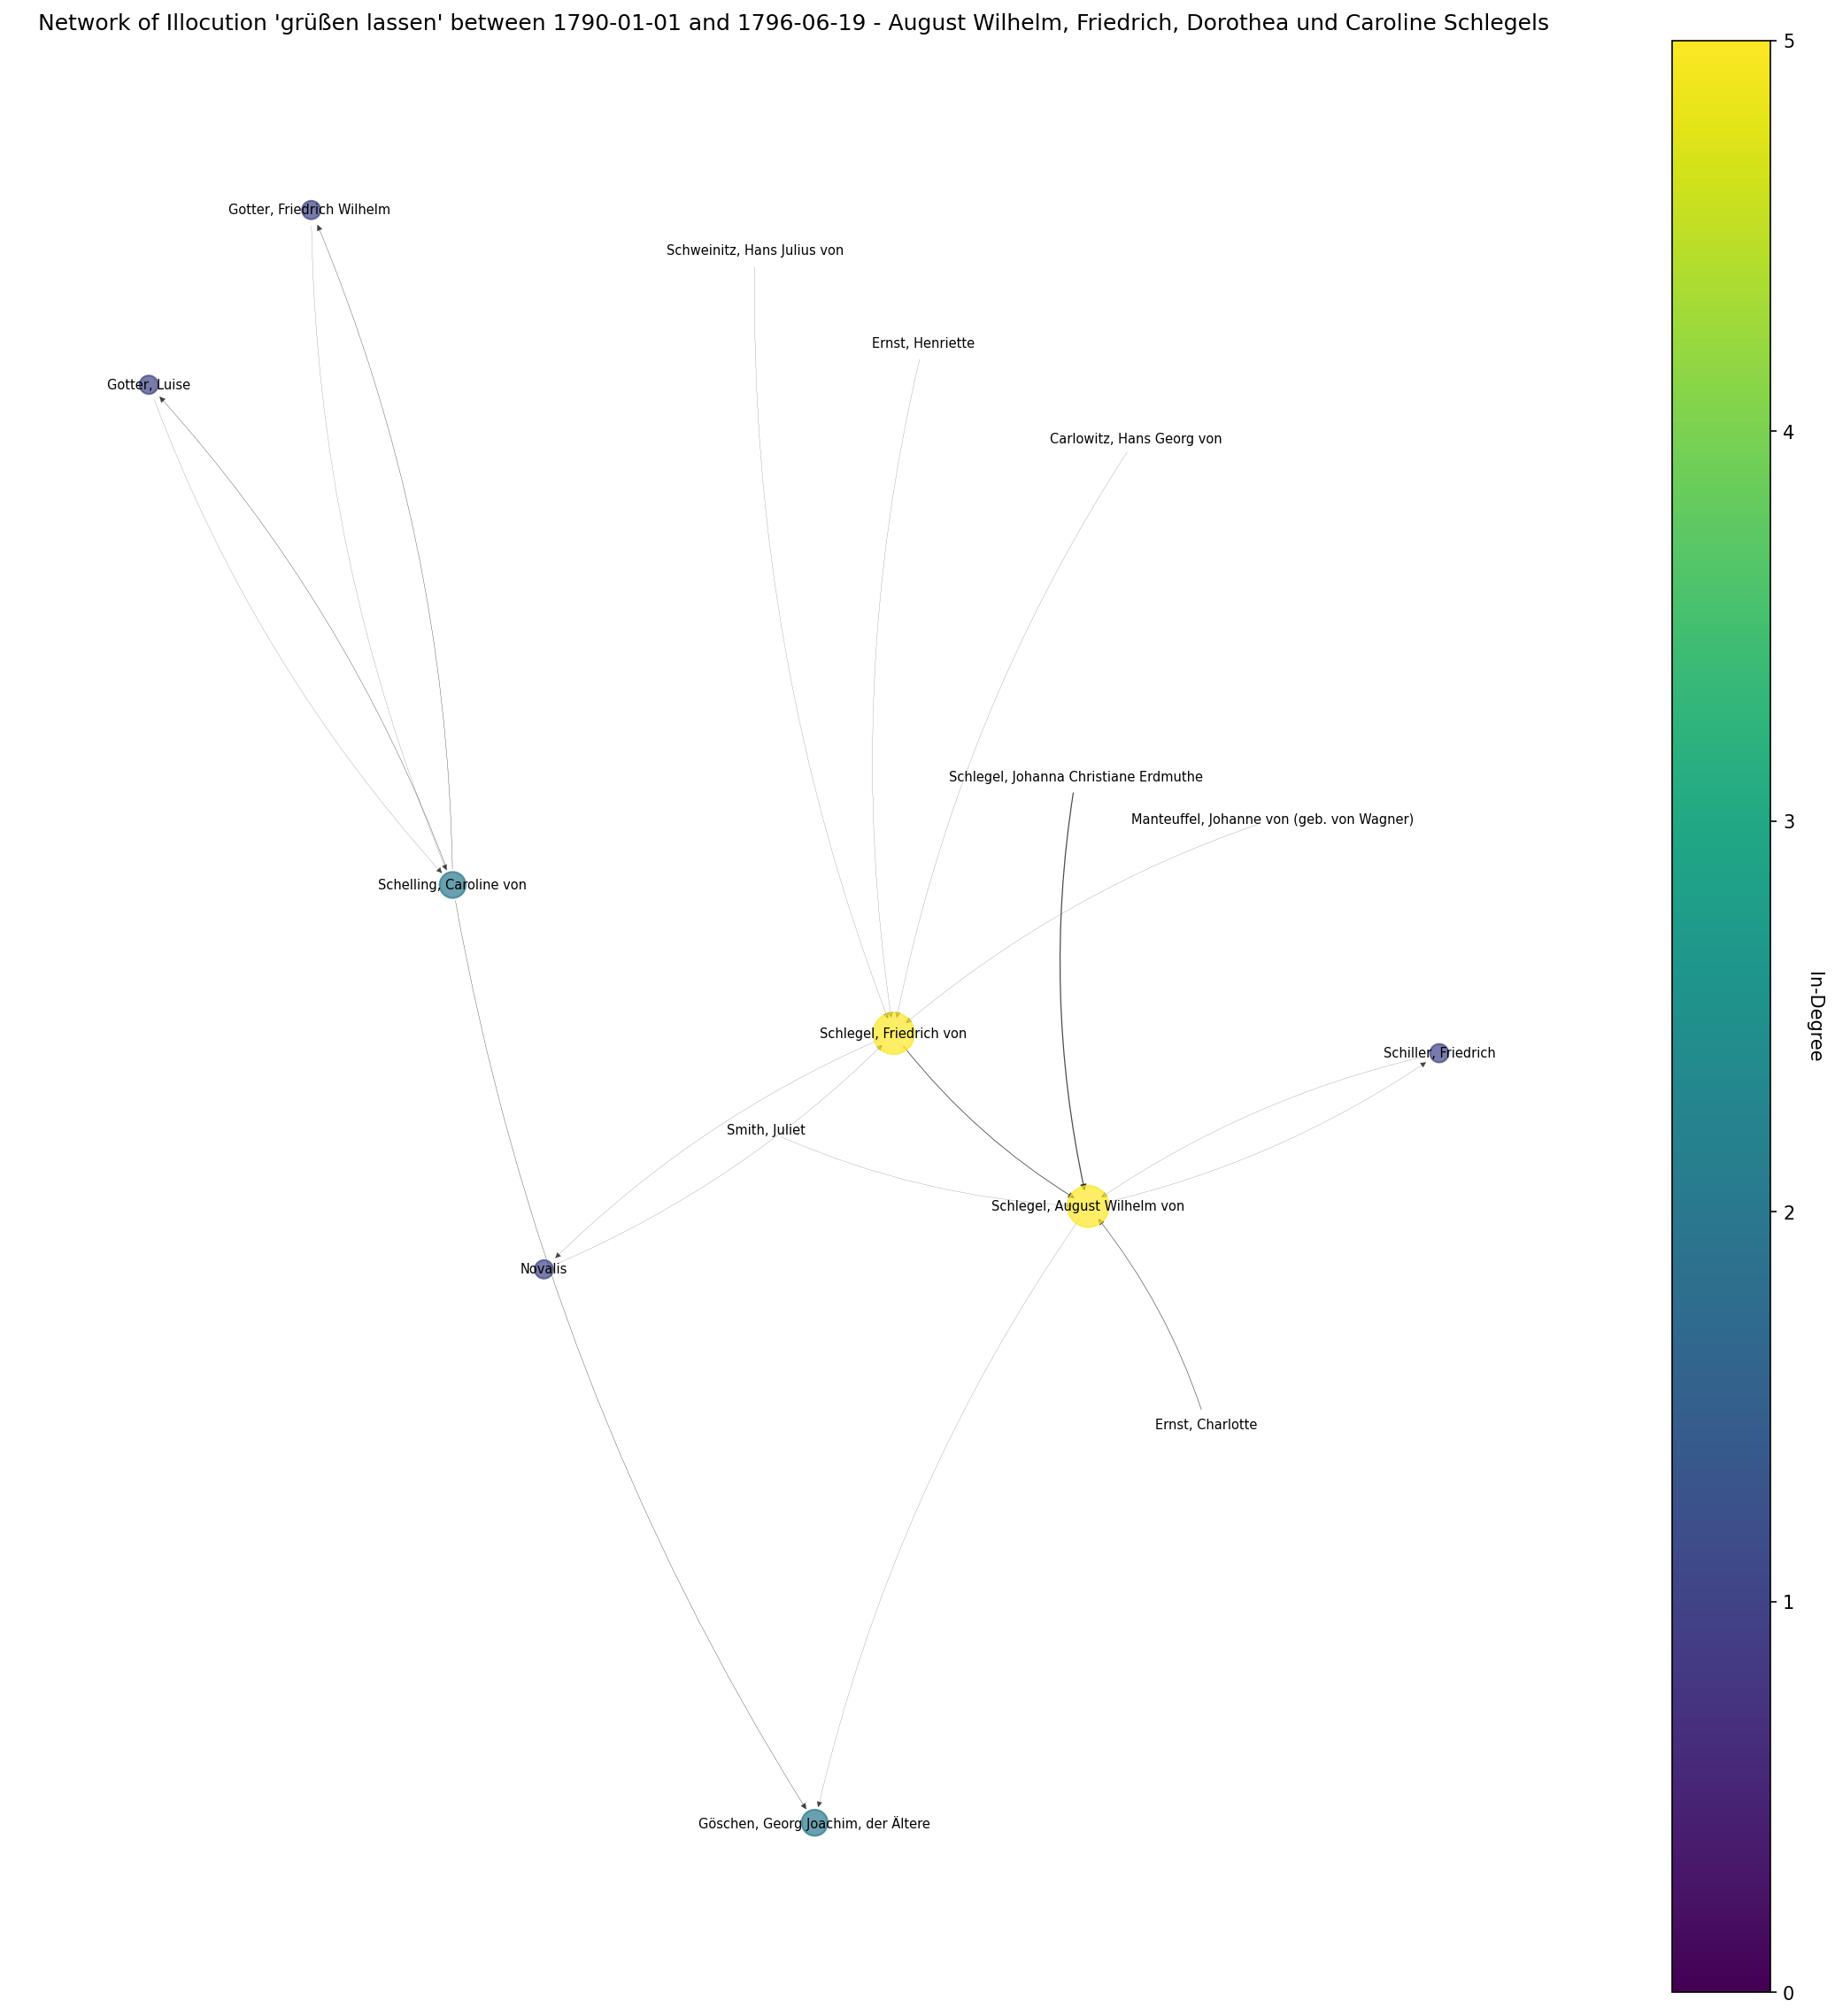 Network of Illocution 'grüßen lassen' between 1790-01-01 and 1796-06-19 - August Wilhelm, Friedrich, Dorothea und Caroline Schlegels
Gotter, Friedrich Wilhelm
Schweinitz, Hans Julius von
Ernst, Henriette
Gotter, Luise
Carlowitz, Hans Georg von
Schlegel, Johanna Christiane Erdmuthe
Manteuffel, Johanne von (geb. von Wagner)
Schelling, Caroline von
Schlegel, Friedrich von
Schiller, Friedrich
Smith, Juliet
Schlegel, August Wilhelm von
Novalis
Ernst, Charlotte
Göschen, Georg Joachim, der Ältere
5
4
3
2
1
0
In-Degree